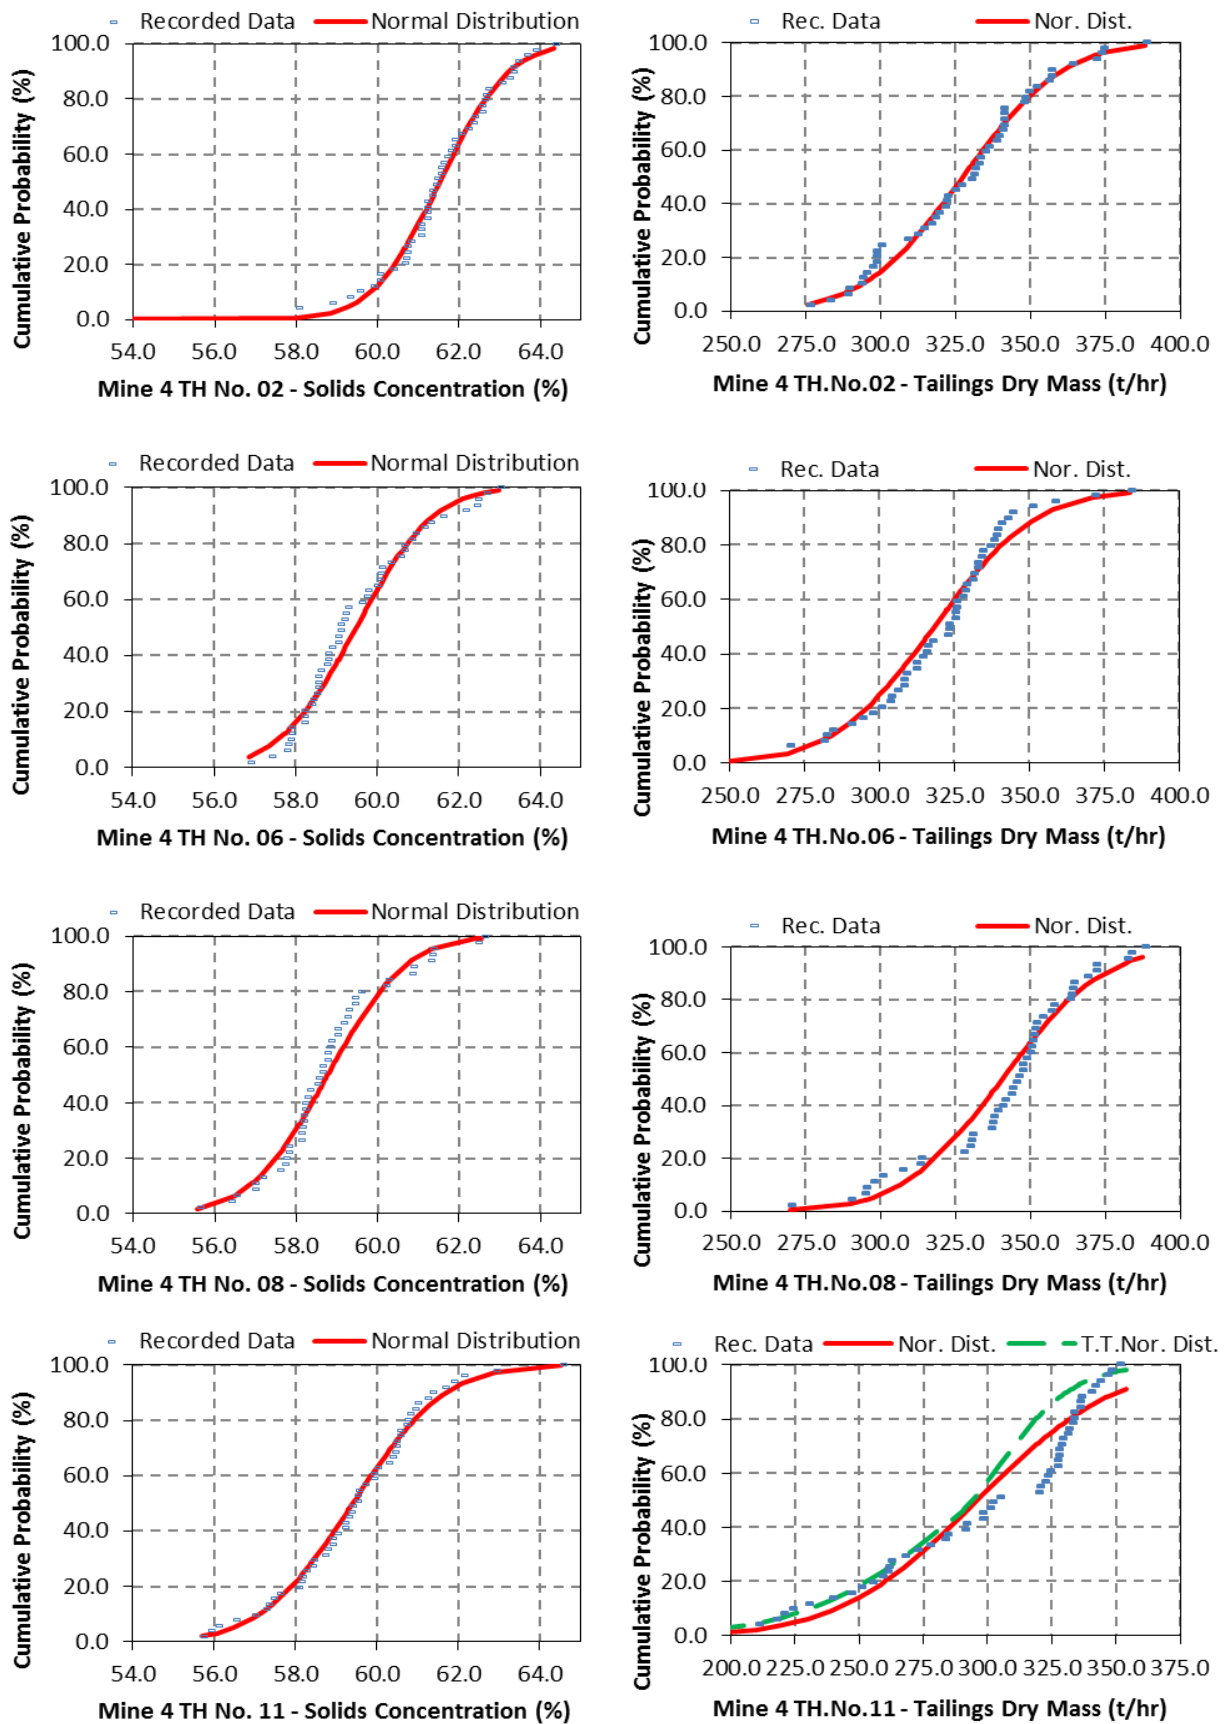 Recorded Data Normal Distribution
Cumulative Probability (%)
100.0
80.0
60.0
40.0
20.0
0.0
54.0 56.0 58.0 60.0 62.0 64.0
Mine 4 TH No. 02 - Solids Concentration (%)
Rec. Data Nor. Dist.
Cumulative Probability (%)
100.0
80.0
60.0
40.0
20.0
0.0
250.0 275.0 300.0 325.0 350.0 375.0 400.0
Mine 4 TH.No.02 - Tailings Dry Mass (t/hr)
Recorded Data Normal Distribution
Cumulative Probability (%)
100.0
80.0
60.0
40.0
20.0
0.0
54.0 56.0 58.0 60.0 62.0 64.0
Mine 4 TH No. 06 - Solids Concentration (%)
Rec. Data Nor. Dist.
Cumulative Probability (%)
100.0
80.0
60.0
40.0
20.0
0.0
250.0 275.0 300.0 325.0 350.0 375.0 400.0
Mine 4 TH.No.06 - Tailings Dry Mass (t/hr)
Recorded Data Normal Distribution
Cumulative Probability (%)
100.0
80.0
60.0
40.0
20.0
0.0
54.0 56.0 58.0 60.0 62.0 64.0
Mine 4 TH No. 08 - Solids Concentration (%)
Rec. Data Nor. Dist.
Cumulative Probability (%)
100.0
80.0
60.0
40.0
20.0
0.0
250.0 275.0 300.0 325.0 350.0 375.0 400.0
Mine 4 TH.No.08 - Tailings Dry Mass (t/hr)
Recorded Data Normal Distribution
Cumulative Probability (%)
100.0
80.0
60.0
40.0
20.0
0.0
54.0 56.0 58.0 60.0 62.0 64.0
Mine 4 TH No. 11 - Solids Concentration (%)
Rec. Data Nor. Dist. T.T.Nor. Dist.
Cumulative Probability (%)
100.0
80.0
60.0
40.0
20.0
0.0
200.0 225.0 250.0 275.0 300.0 325.0 350.0 375.0
Mine 4 TH.No.11 - Tailings Dry Mass (t/hr)